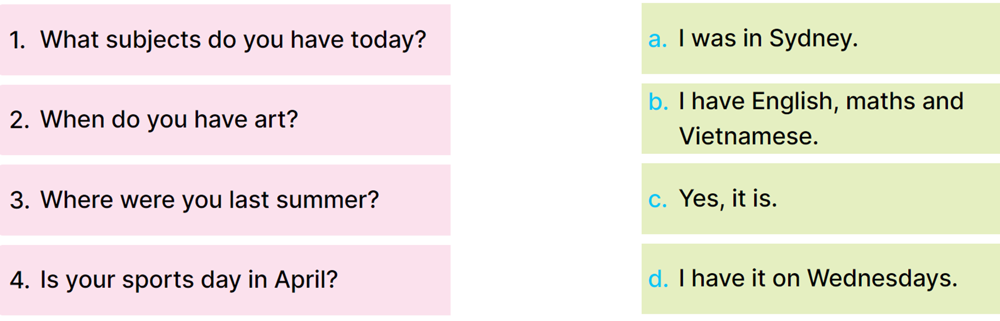 1. What subjects do you have today?
2. When do you have art?
3. Where were you last summer?
4. Is your sports day in April?
a. I was in Sydney.
b. I have English, maths and
Vietnamese.
c. Yes, it is.
d. I have it on Wednesdays.